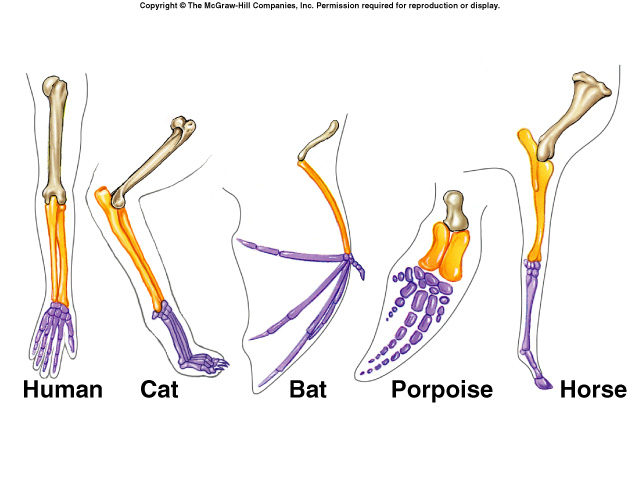 Copyright © The McGraw-Hill Companies, Inc. Permission required for reproduction or display.
Human Cat Bat Porpoise Horse